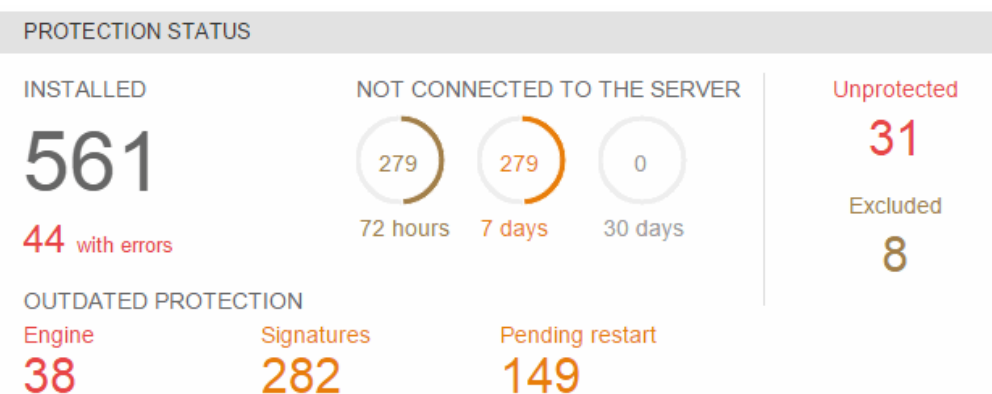 PROTECTION STATUS
INSTALLED
561
44 with errors
NOT CONNECTED TO THE SERVER
279
72 hours
279
7 days
0
30 days
Unprotected
31
Excluded
8
OUTDATED PROTECTION
Engine
38
Signatures
282
Pending restart
149